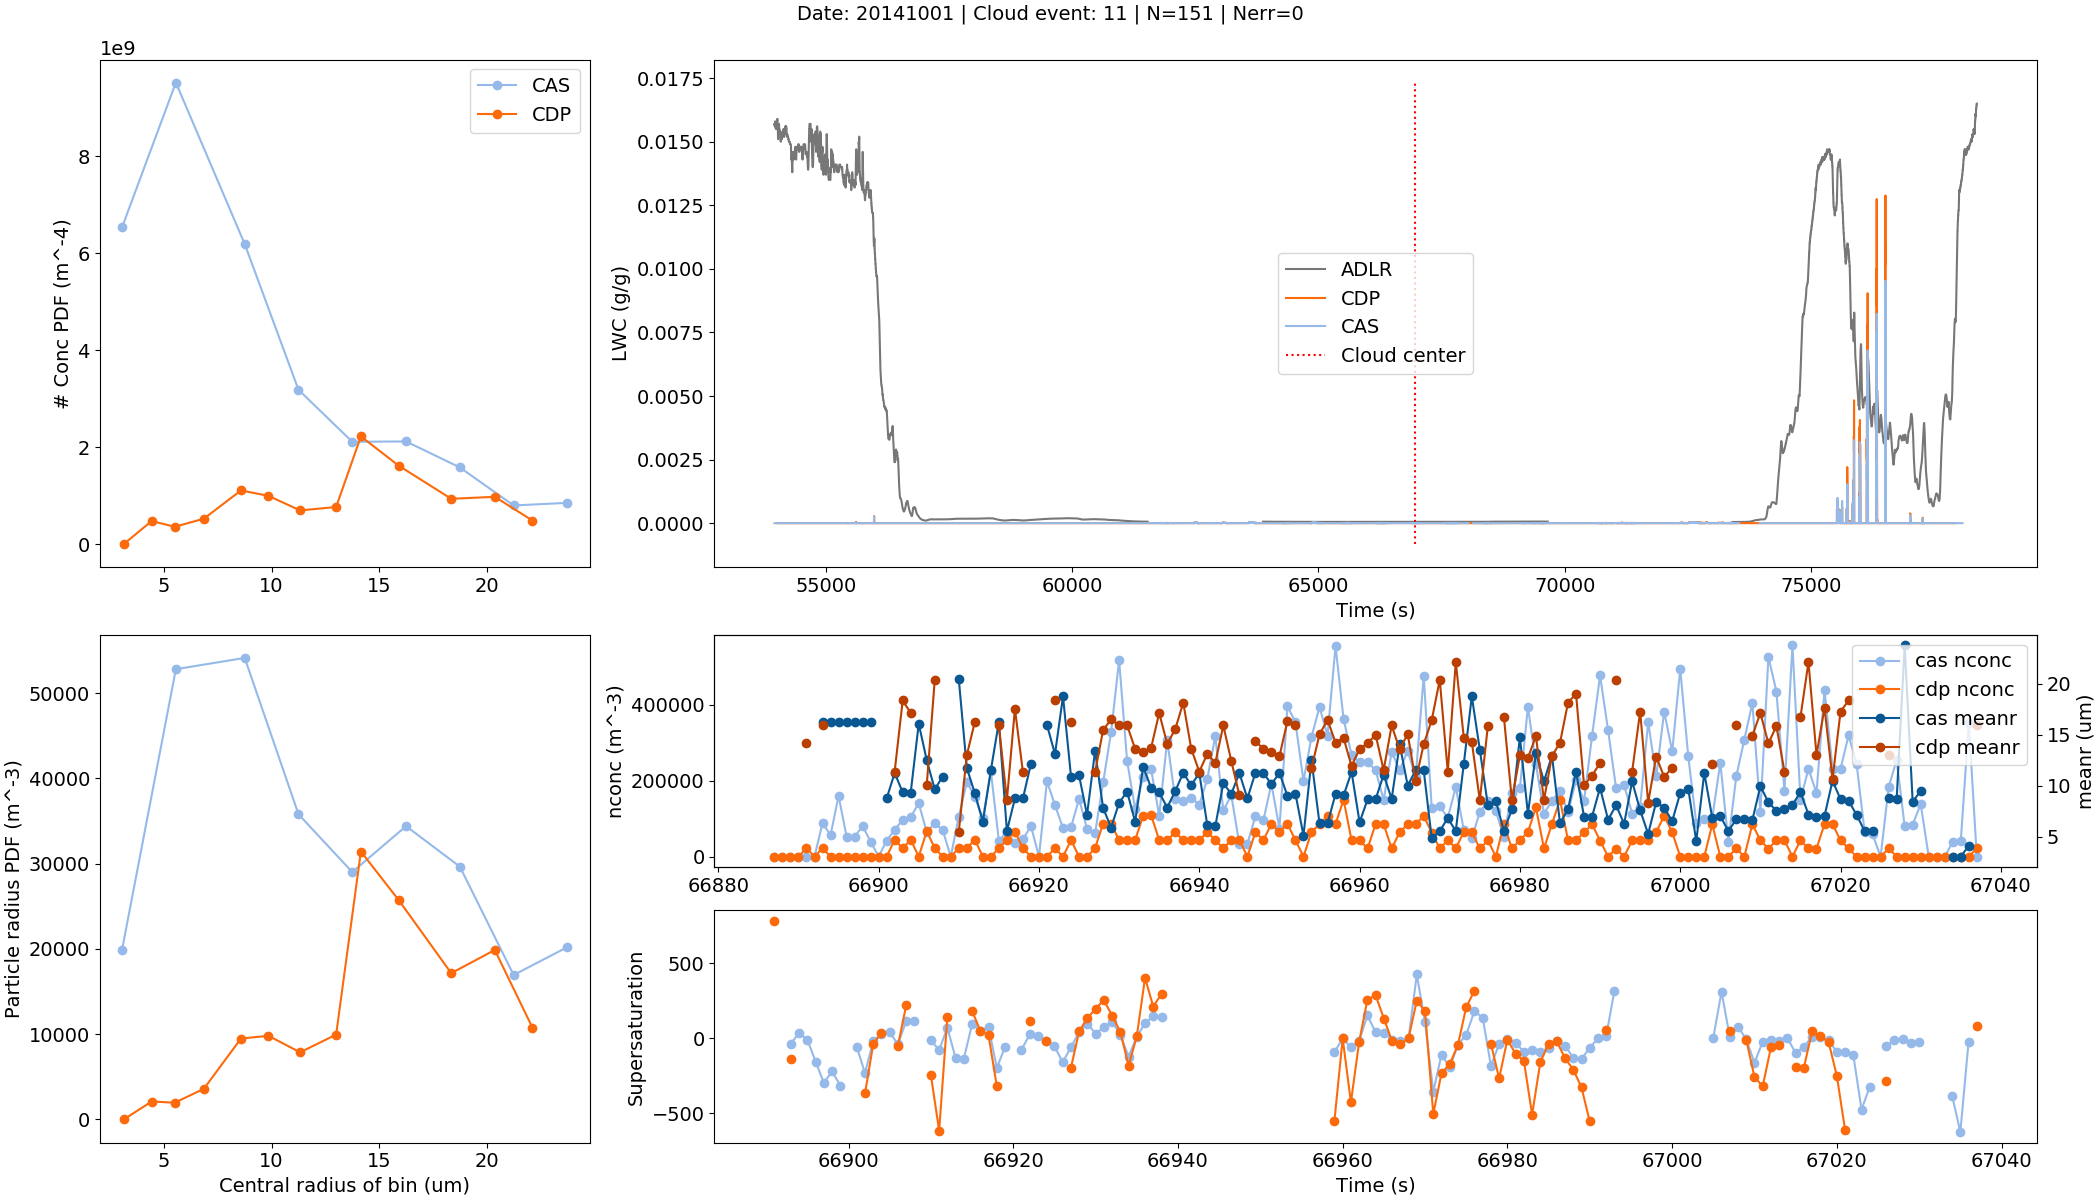 Date: 20141001 | Cloud event: 11 | N=151 | Nerr=0
1e9
8
6
4
2
0
# Conc PDF (m^-4)
CAS
CDP
5
10
15
20
0.0175
0.0150
0.0125
0.0100
0.0075
0.0050
0.0025
0.0000
LWC (g/g)
ADLR
CDP
CAS
Cloud center
55000
60000
65000
70000
75000
Time (s)
50000
40000
30000
20000
10000
0
Particle radius PDF (m^-3)
5
10
15
20
Central radius of bin (um)
400000
200000
0
nconc (m^-3)
cas nconc
cdp nconc
cas meanr
cdp meanr
20
15
10
5
meanr (um)
66880
66900
66920
66940
66960
66980
67000
67020
67040
500
0
−500
Supersaturation
66900
66920
66940
66960
66980
67000
67020
67040
Time (s)